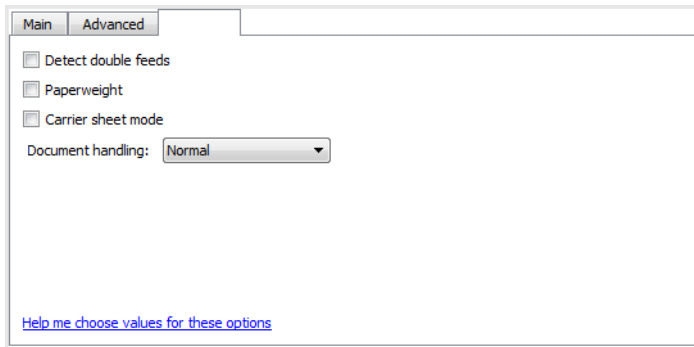 Main Advanced
Detect double feeds
Paperweight
Carrier sheet mode
Document handling: Normal
Help me choose values for these options